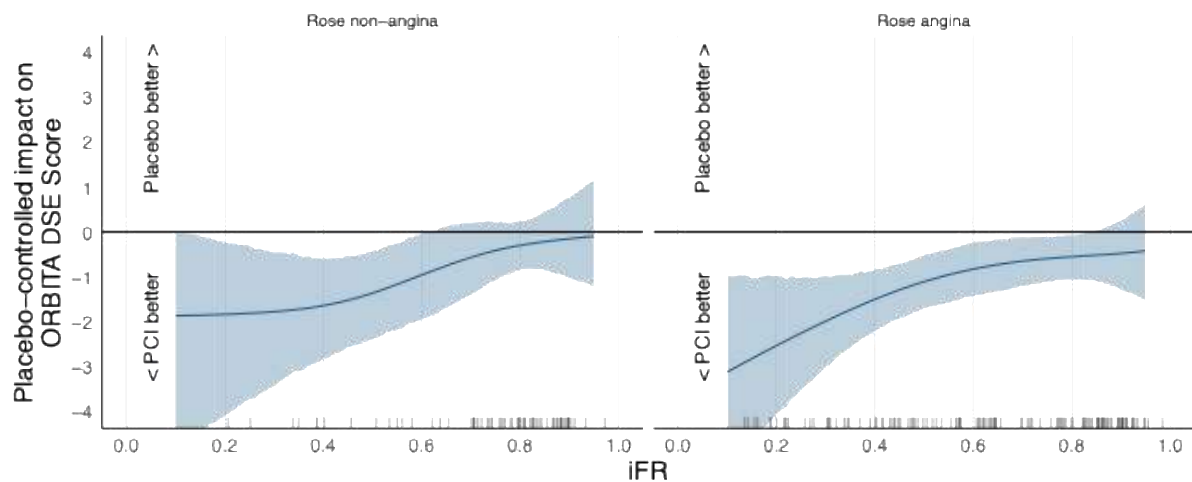 Rose non−angina
Rose angina
Placebo−controlled impact on
ORBITA DSE Score
4
3
2
1
0
−1
−2
−3
−4
Placebo better >
< PCI better
Placebo better >
< PCI better
0.0 0.2 0.4 0.6 0.8 1.0
0.0 0.2 0.4 0.6 0.8 1.0
iFR